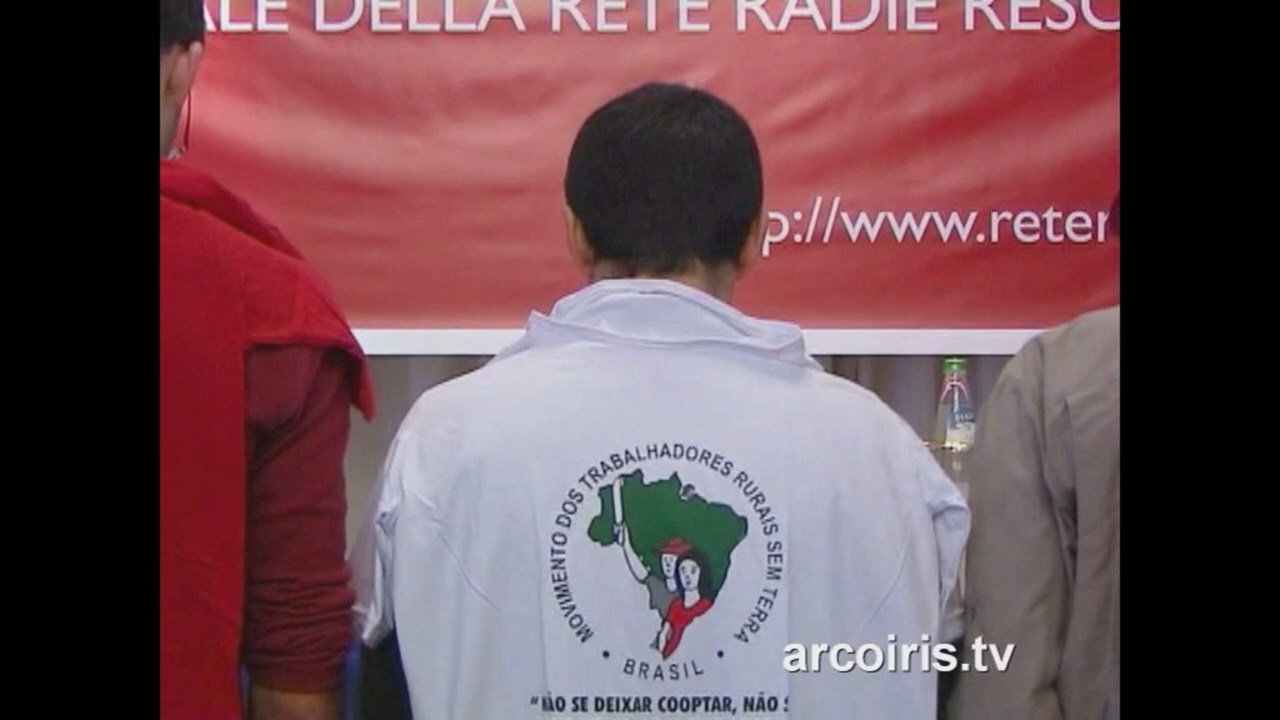 ALE DELLA RETE RADIE RESC
p://www.reter
MOVIMENTO DOS TRABALHADORES RURAIS SEM TERRA
• BRASIL •
"NÃO SE DEIXAR COOPTAR, NÃO S
arcoiris.tv